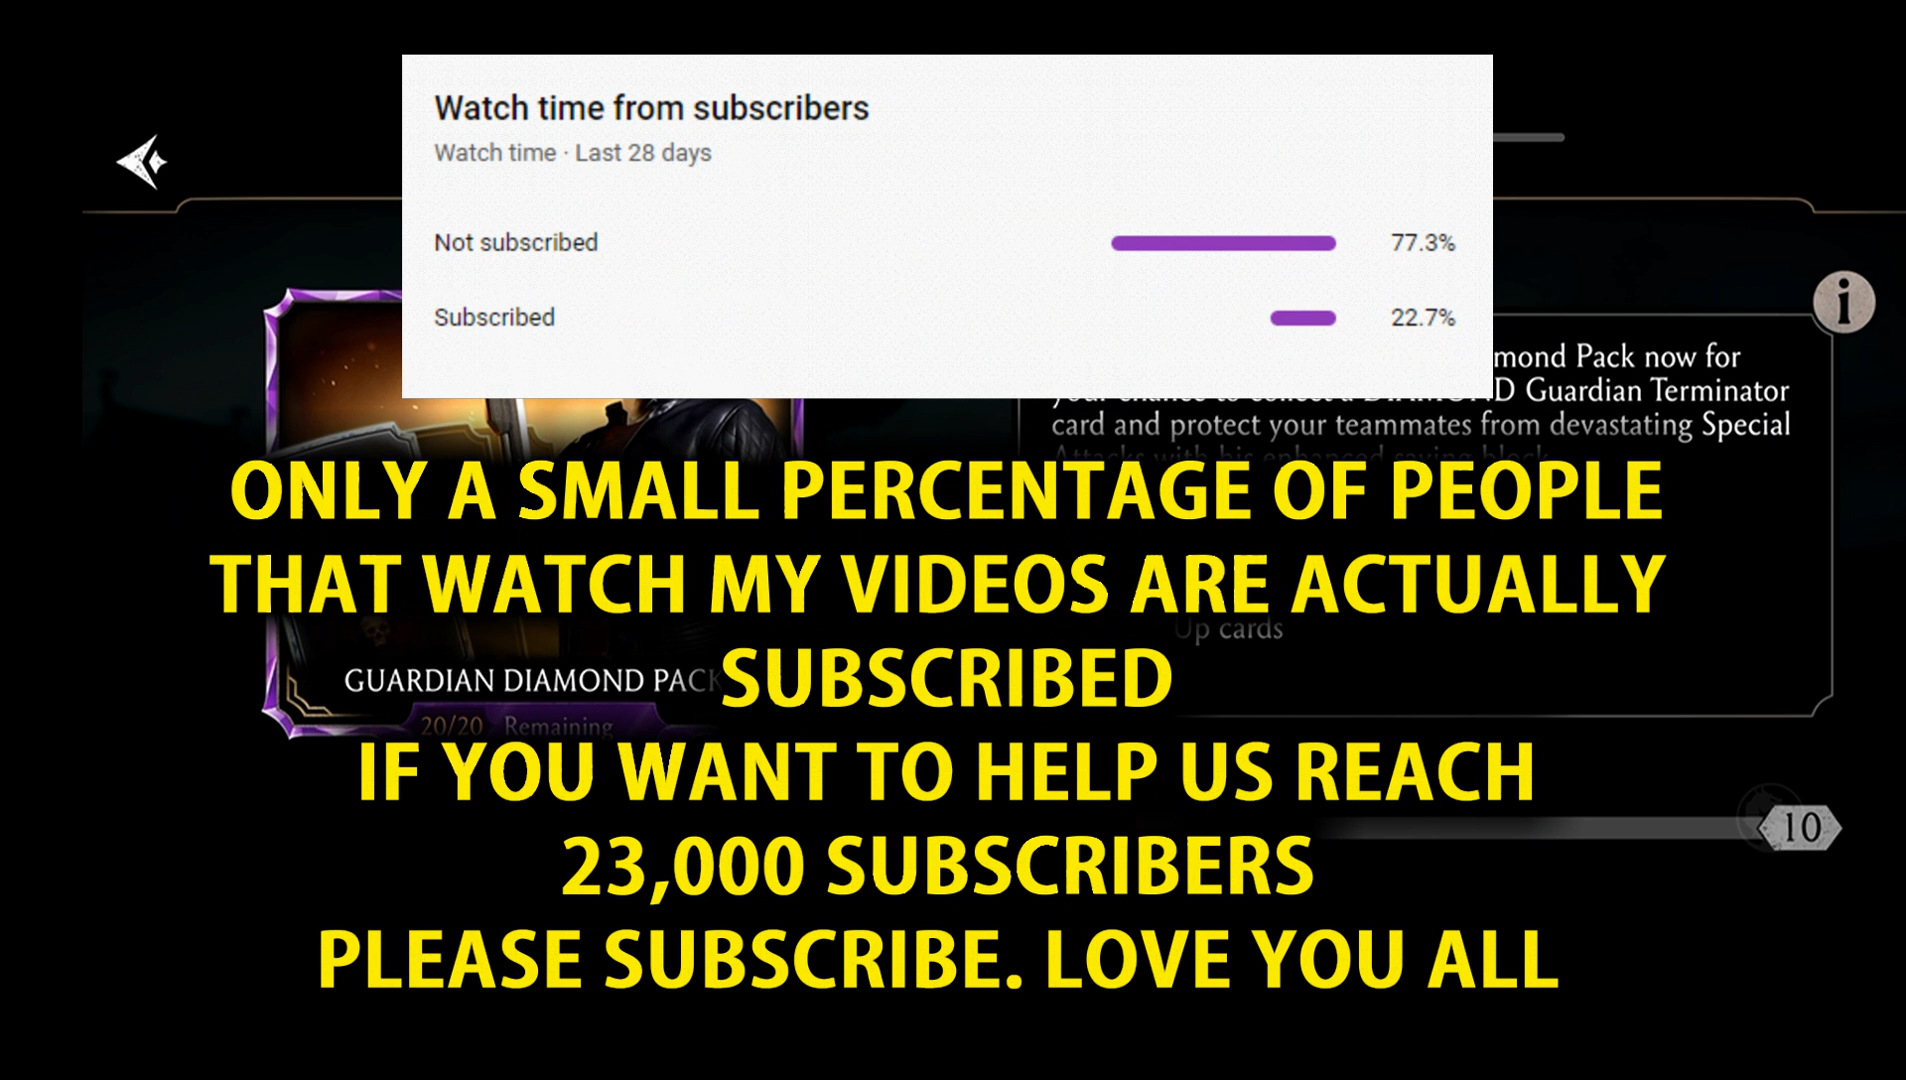 Watch time from subscribers
Watch time · Last 28 days
Not subscribed 77.3%
Subscribed 22.7%
mond Pack now for
D Guardian Terminator
card and protect your teammates from devastating Special
ONLY A SMALL PERCENTAGE OF PEOPLE
THAT WATCH MY VIDEOS ARE ACTUALLY
Up cards
SUBSCRIBED
GUARDIAN DIAMOND PACK
20/20 Remaining
IF YOU WANT TO HELP US REACH
10
23,000 SUBSCRIBERS
PLEASE SUBSCRIBE. LOVE YOU ALL